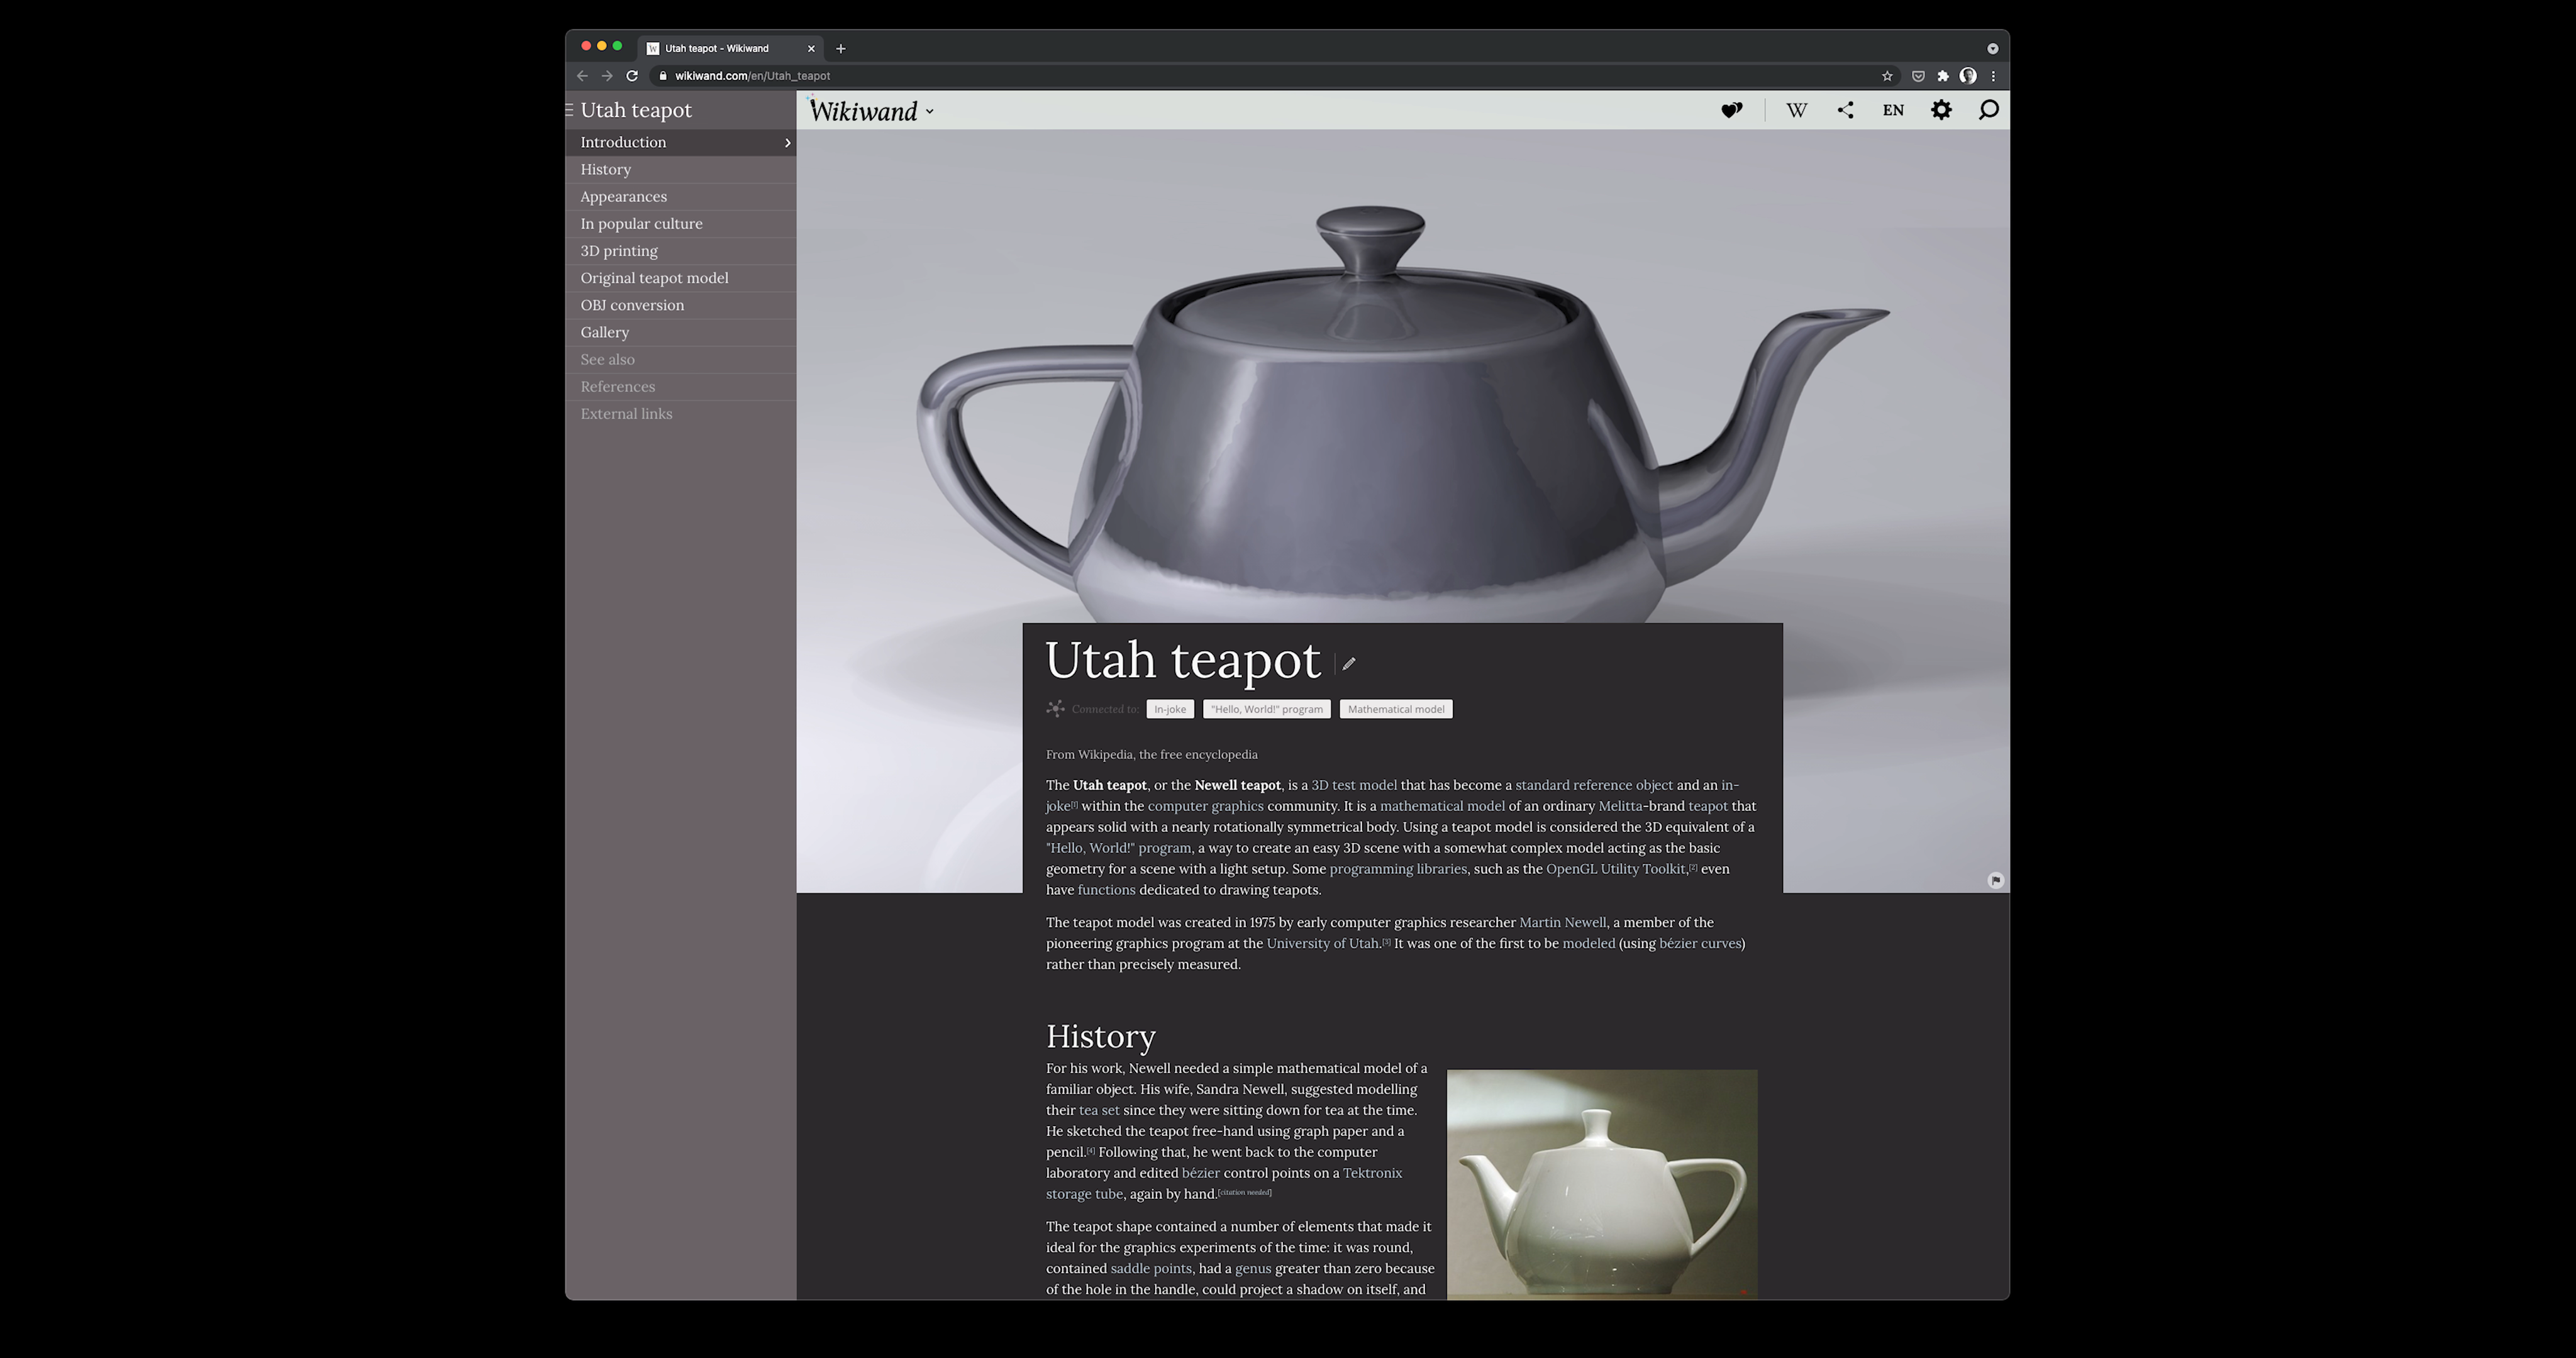 Utah teapot - Wikiwand
wikiwand.com/en/Utah_teapot
Utah teapot
Introduction
History
Appearances
In popular culture
3D printing
Original teapot model
OBJ conversion
Gallery
See also
References
External links
Wikiwand
W
EN
Utah teapot
Connected to: In-joke "Hello, World!" program Mathematical model
From Wikipedia, the free encyclopedia
The Utah teapot, or the Newell teapot, is a 3D test model that has become a standard reference object and an in-
joke[1] within the computer graphics community. It is a mathematical model of an ordinary Melitta-brand teapot that
appears solid with a nearly rotationally symmetrical body. Using a teapot model is considered the 3D equivalent of a
"Hello, World!" program, a way to create an easy 3D scene with a somewhat complex model acting as the basic
geometry for a scene with a light setup. Some programming libraries, such as the OpenGL Utility Toolkit,[2] even
have functions dedicated to drawing teapots.
The teapot model was created in 1975 by early computer graphics researcher Martin Newell, a member of the
pioneering graphics program at the University of Utah.[3] It was one of the first to be modeled (using bézier curves)
rather than precisely measured.
History
For his work, Newell needed a simple mathematical model of a
familiar object. His wife, Sandra Newell, suggested modelling
their tea set since they were sitting down for tea at the time.
He sketched the teapot free-hand using graph paper and a
pencil.[4] Following that, he went back to the computer
laboratory and edited bézier control points on a Tektronix
storage tube, again by hand.[citation needed]
The teapot shape contained a number of elements that made it
ideal for the graphics experiments of the time: it was round,
contained saddle points, had a genus greater than zero because
of the hole in the handle, could project a shadow on itself, and